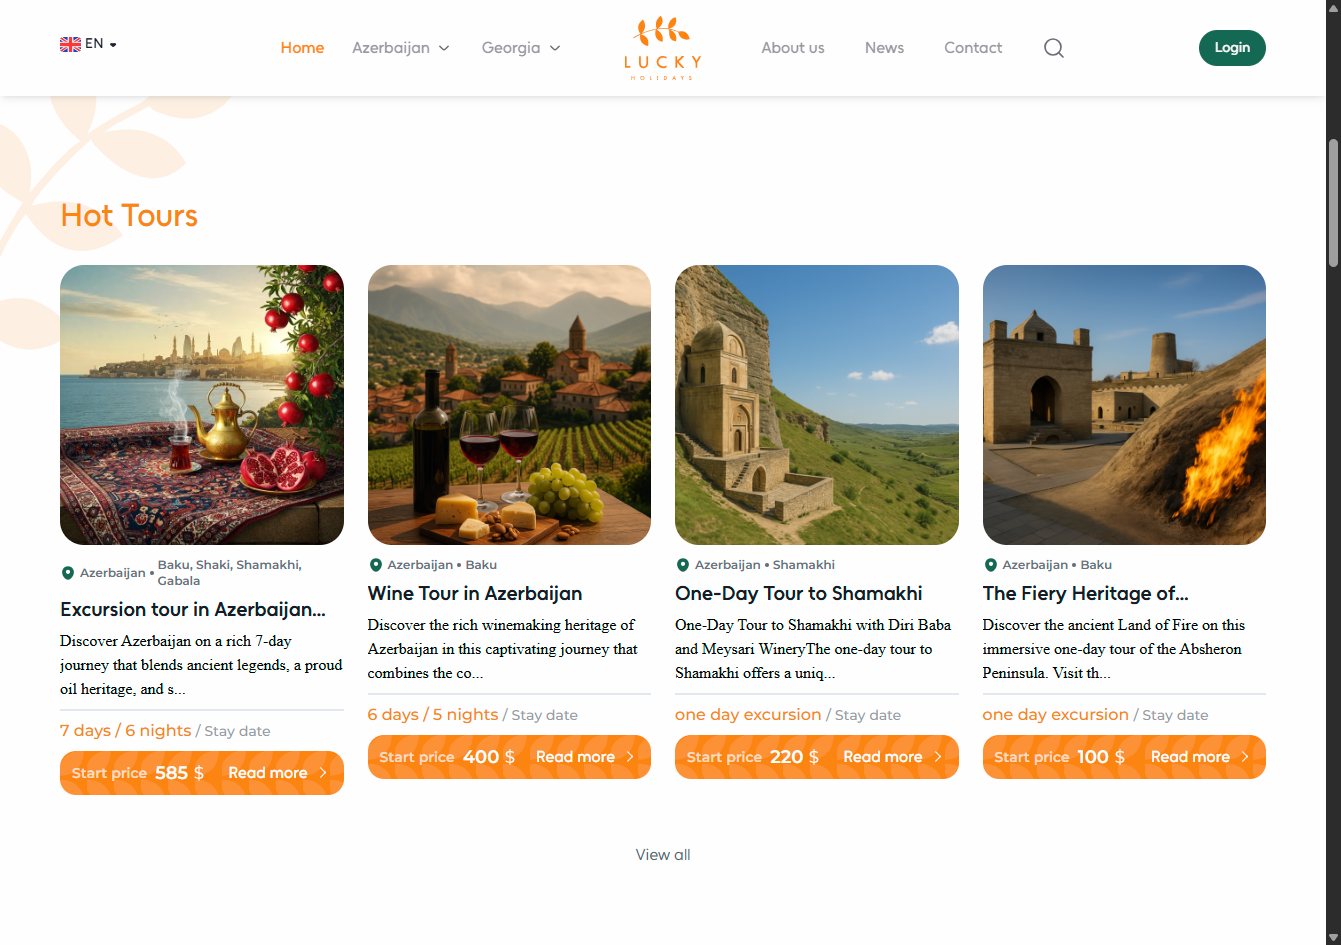 EN
Home
Azerbaijan
Georgia
LUCKY
HOLIDAYS
About us
News
Contact
Login
Hot Tours
Azerbaijan • Baku, Shaki, Shamakhi,
Gabala
Excursion tour in Azerbaijan...
Discover Azerbaijan on a rich 7-day
journey that blends ancient legends, a proud
oil heritage, and s...
7 days / 6 nights / Stay date
Start price 585 $ Read more
Azerbaijan • Baku
Wine Tour in Azerbaijan
Discover the rich winemaking heritage of
Azerbaijan in this captivating journey that
combines the co...
6 days / 5 nights / Stay date
Start price 400 $ Read more
Azerbaijan • Shamakhi
One-Day Tour to Shamakhi
One-Day Tour to Shamakhi with Diri Baba
and Meysari WineryThe one-day tour to
Shamakhi offers a uniq...
one day excursion / Stay date
Start price 220 $ Read more
Azerbaijan • Baku
The Fiery Heritage of...
Discover the ancient Land of Fire on this
immersive one-day tour of the Absheron
Peninsula. Visit th...
one day excursion / Stay date
Start price 100 $ Read more
View all